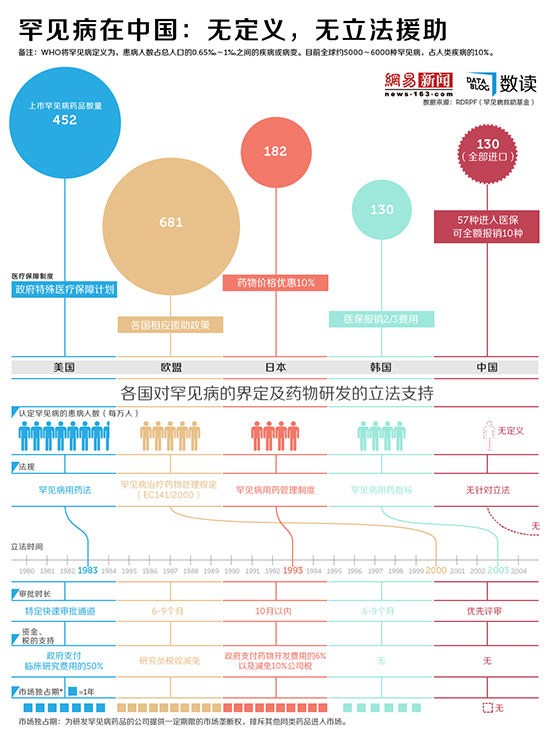 罕见病在中国：无定义，无立法援助
备注：WHO将罕见病定义为，患病人数占总人口的0.65‰～1‰之间的疾病或病变。目前全球约5000～6000种罕见病，占人类疾病的10%。
網易新闻
news·163.com
DATA
BLOG
数读
数据来源：RDRPF（罕见病救助基金）
上市罕见病药品数量
452
681
182
130
130
（全部进口）
57种进入医保
可全额报销10种
医疗保障制度
政府特殊医疗保障计划
各国相应援助政策
药物价格优惠10%
医保报销2/3费用
美国
欧盟
日本
韩国
中国
各国对罕见病的界定及药物研发的立法支持
认定罕见病的患病人数（每万人）
无定义
法规
罕见病用药法
罕见病治疗药物管理规定
（EC141/2000）
罕见病用药管理制度
罕见病用药指导
无针对立法
无
立法时间
1980 1981 1982 1983 1984 1985 1986 1987 1988 1989 1990 1991 1992 1993 1994 1995 1996 1997 1998 1999 2000 2001 2002 2003 2004
审批时长
特定快速审批通道
6-9个月
10月以内
6-9个月
优先评审
资金、
税的支持
政府支付
临床研究费用的50%
研究员税收减免
政府支付药物开发费用的6%
以及减免10%公司税
无
无
市场独占期* =1年
无
市场独占期：为研发罕见病药品的公司提供一定期限的市场垄断权，排斥其他同类药品进入市场。